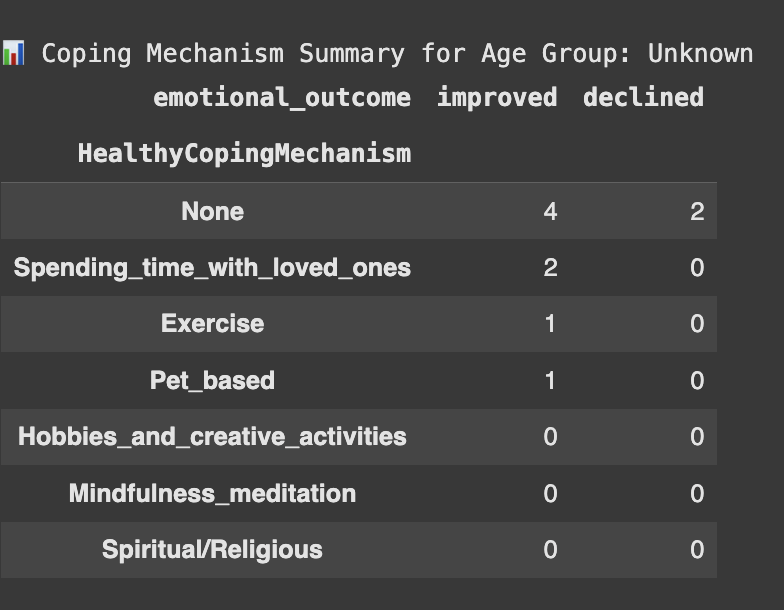 📊 Coping Mechanism Summary for Age Group: Unknown
emotional_outcome improved declined
HealthyCopingMechanism
None 4 2
Spending_time_with_loved_ones 2 0
Exercise 1 0
Pet_based 1 0
Hobbies_and_creative_activities 0 0
Mindfulness_meditation 0 0
Spiritual/Religious 0 0